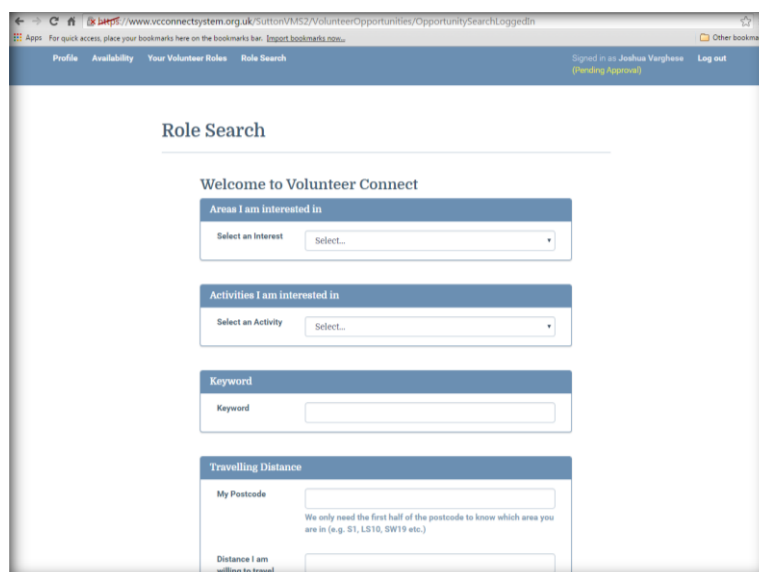 https://www.vcconnectsystem.org.uk/SuttonVMS2/VolunteerOpportunities/OpportunitySearchLoggedIn
Apps For quick access, place your bookmarks here on the bookmarks bar. Import bookmarks now... Other bookma
Profile Availability Your Volunteer Roles Role Search Signed in as Joshua Varghese Log out
(Pending Approval)
Role Search
Welcome to Volunteer Connect
Areas I am interested in
Select an Interest Select...
Activities I am interested in
Select an Activity Select...
Keyword
Keyword
Travelling Distance
My Postcode
We only need the first half of the postcode to know which area you
are in (e.g. S1, LS10, SW19 etc.)
Distance I am
willing to travel